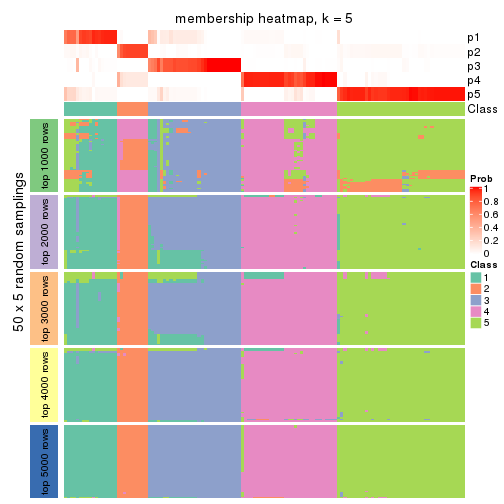 membership heatmap, k = 5
p1
p2
p3
p4
p5
Class
50 x 5 random samplings
top 1000 rows
top 2000 rows
top 3000 rows
top 4000 rows
top 5000 rows
Prob
1
0.8
0.6
0.4
0.2
0
Class
1
2
3
4
5